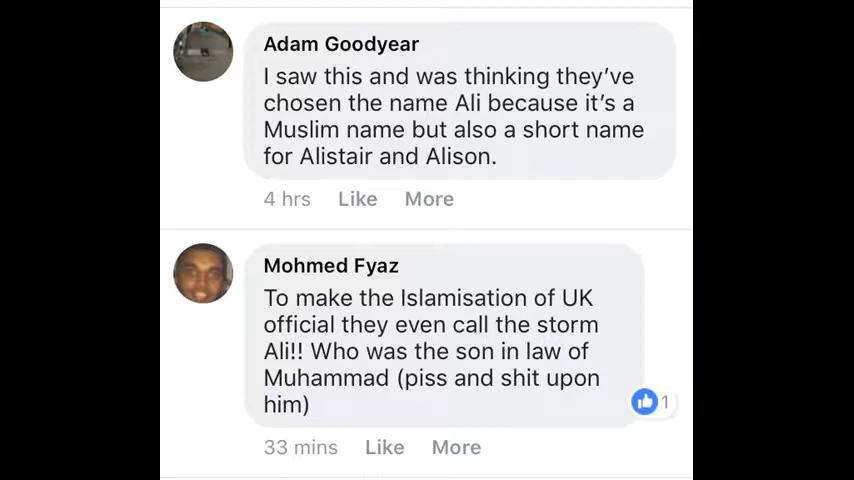 Adam Goodyear
I saw this and was thinking they’ve
chosen the name Ali because it’s a
Muslim name but also a short name
for Alistair and Alison.
4 hrs Like More
Mohmed Fyaz
To make the Islamisation of UK
official they even call the storm
Ali!! Who was the son in law of
Muhammad (piss and shit upon
him)
1
33 mins Like More